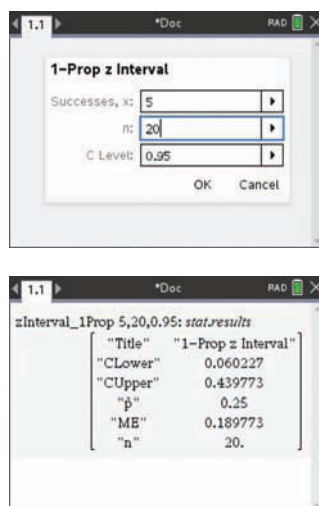 1.1 *Doc RAD
1-Prop z Interval
Successes, x: 5
n: 20
C Level: 0.95
OK Cancel
1.1 *Doc RAD
zInterval_1Prop 5,20,0.95: stat.results
"Title" "1-Prop z Interval"
"CLower" 0.060227
"CUpper" 0.439773
"p̂" 0.25
"ME" 0.189773
"n" 20.